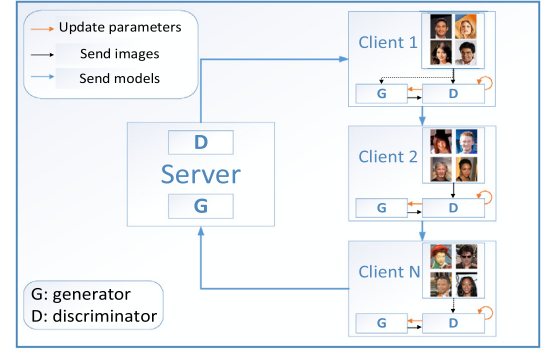 Update parameters
Send images
Send models
Client 1
G
D
D
Server
G
Client 2
G
D
Client N
G
D
G: generator
D: discriminator